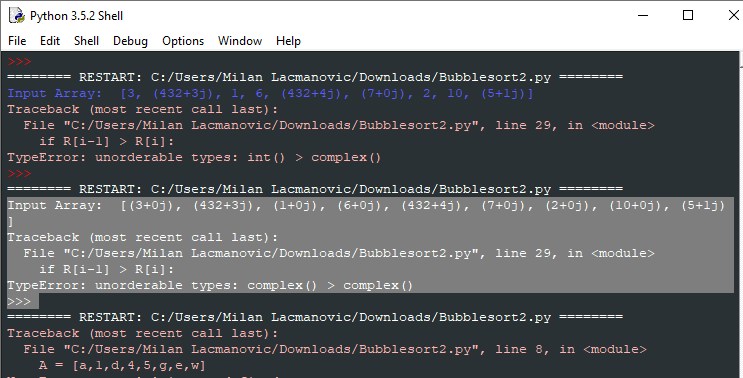 Python 3.5.2 Shell
File Edit Shell Debug Options Window Help
>>>
======== RESTART: C:/Users/Milan Lacmanovic/Downloads/Bubblesort2.py ========
Input Array:  [3, (432+3j), 1, 6, (432+4j), (7+0j), 2, 10, (5+1j)]
Traceback (most recent call last):
  File "C:/Users/Milan Lacmanovic/Downloads/Bubblesort2.py", line 29, in <module>
    if R[i-1] > R[i]:
TypeError: unorderable types: int() > complex()
>>>
======== RESTART: C:/Users/Milan Lacmanovic/Downloads/Bubblesort2.py ========
Input Array:  [(3+0j), (432+3j), (1+0j), (6+0j), (432+4j), (7+0j), (2+0j), (10+0j), (5+1j)
]
Traceback (most recent call last):
  File "C:/Users/Milan Lacmanovic/Downloads/Bubblesort2.py", line 29, in <module>
    if R[i-1] > R[i]:
TypeError: unorderable types: complex() > complex()
>>>
======== RESTART: C:/Users/Milan Lacmanovic/Downloads/Bubblesort2.py ========
Traceback (most recent call last):
  File "C:/Users/Milan Lacmanovic/Downloads/Bubblesort2.py", line 8, in <module>
    A = [a,1,d,4,5,g,e,w]